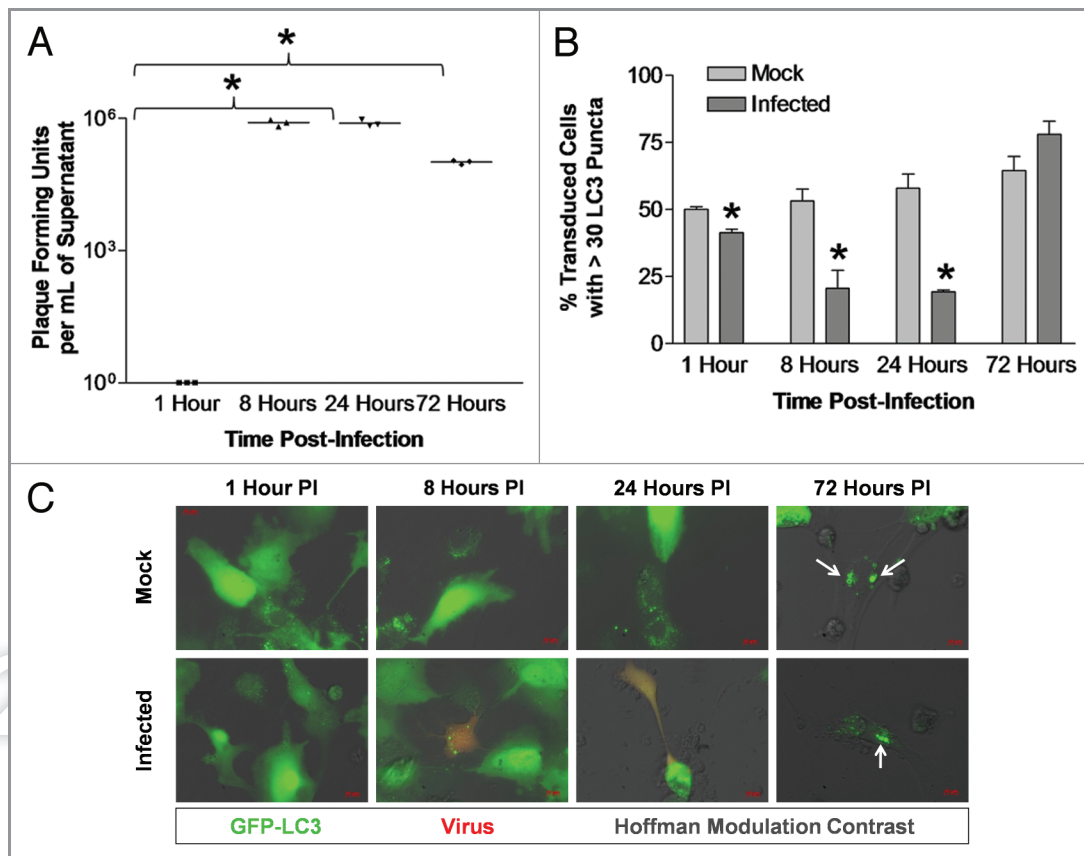 A
*
*
10⁶
10³
10⁰
Plaque Forming Units
per mL of Supernatant
1 Hour 8 Hours 24 Hours 72 Hours
Time Post-Infection
B
Mock
Infected
100
75
50
25
0
% Transduced Cells
with > 30 LC3 Puncta
*
*
*
1 Hour 8 Hours 24 Hours 72 Hours
Time Post-Infection
C
1 Hour PI 8 Hours PI 24 Hours PI 72 Hours PI
Mock
Infected
GFP-LC3 Virus Hoffman Modulation Contrast